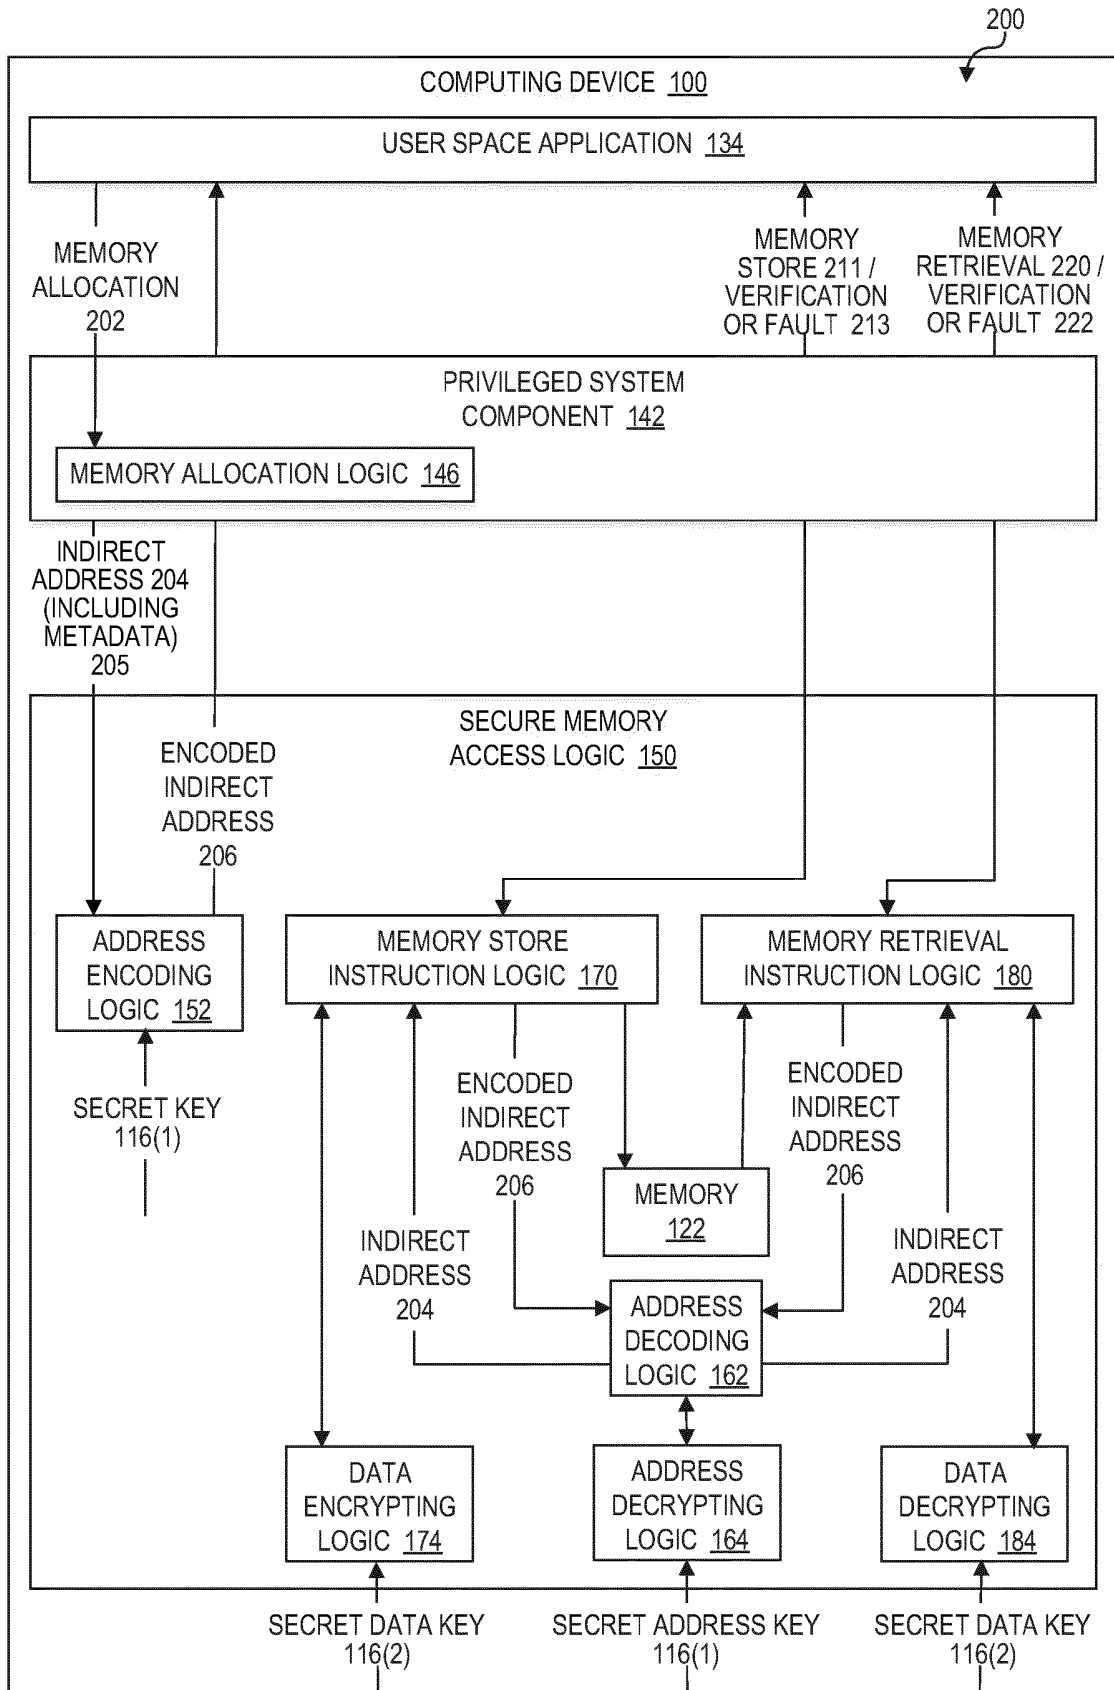 200
COMPUTING DEVICE 100
USER SPACE APPLICATION 134
MEMORY
ALLOCATION
202
MEMORY
STORE 211 /
VERIFICATION
OR FAULT 213
MEMORY
RETRIEVAL 220 /
VERIFICATION
OR FAULT 222
PRIVILEGED SYSTEM
COMPONENT 142
MEMORY ALLOCATION LOGIC 146
INDIRECT
ADDRESS 204
(INCLUDING
METADATA)
205
SECURE MEMORY
ACCESS LOGIC 150
ENCODED
INDIRECT
ADDRESS
206
ADDRESS
ENCODING
LOGIC 152
MEMORY STORE
INSTRUCTION LOGIC 170
MEMORY RETRIEVAL
INSTRUCTION LOGIC 180
SECRET KEY
116(1)
ENCODED
INDIRECT
ADDRESS
206
ENCODED
INDIRECT
ADDRESS
206
MEMORY
122
INDIRECT
ADDRESS
204
INDIRECT
ADDRESS
204
ADDRESS
DECODING
LOGIC 162
DATA
ENCRYPTING
LOGIC 174
ADDRESS
DECRYPTING
LOGIC 164
DATA
DECRYPTING
LOGIC 184
SECRET DATA KEY
116(2)
SECRET ADDRESS KEY
116(1)
SECRET DATA KEY
116(2)